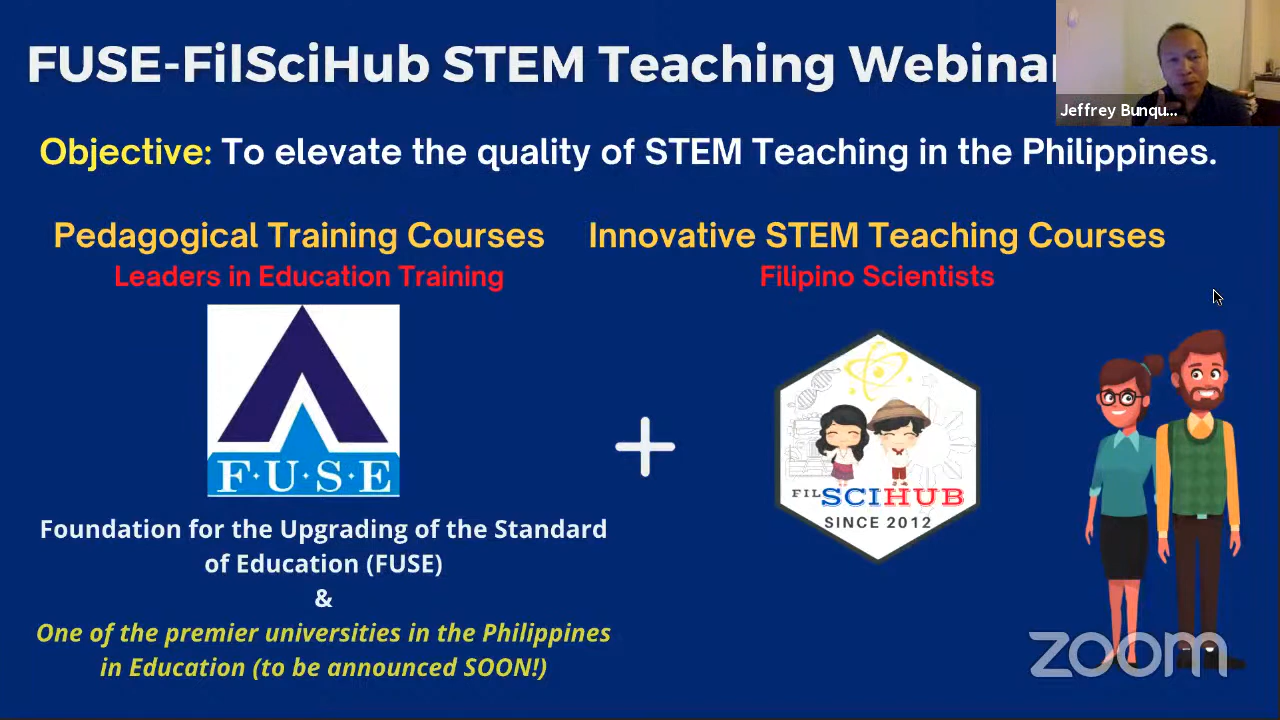 FUSE-FilSciHub STEM Teaching Webinar
Jeffrey Bunqu...
Objective: To elevate the quality of STEM Teaching in the Philippines.
Pedagogical Training Courses
Leaders in Education Training
Innovative STEM Teaching Courses
Filipino Scientists
F·U·S·E
Foundation for the Upgrading of the Standard
of Education (FUSE)
&
One of the premier universities in the Philippines
in Education (to be announced SOON!)
+
FILSCIHUB
SINCE 2012
zoom